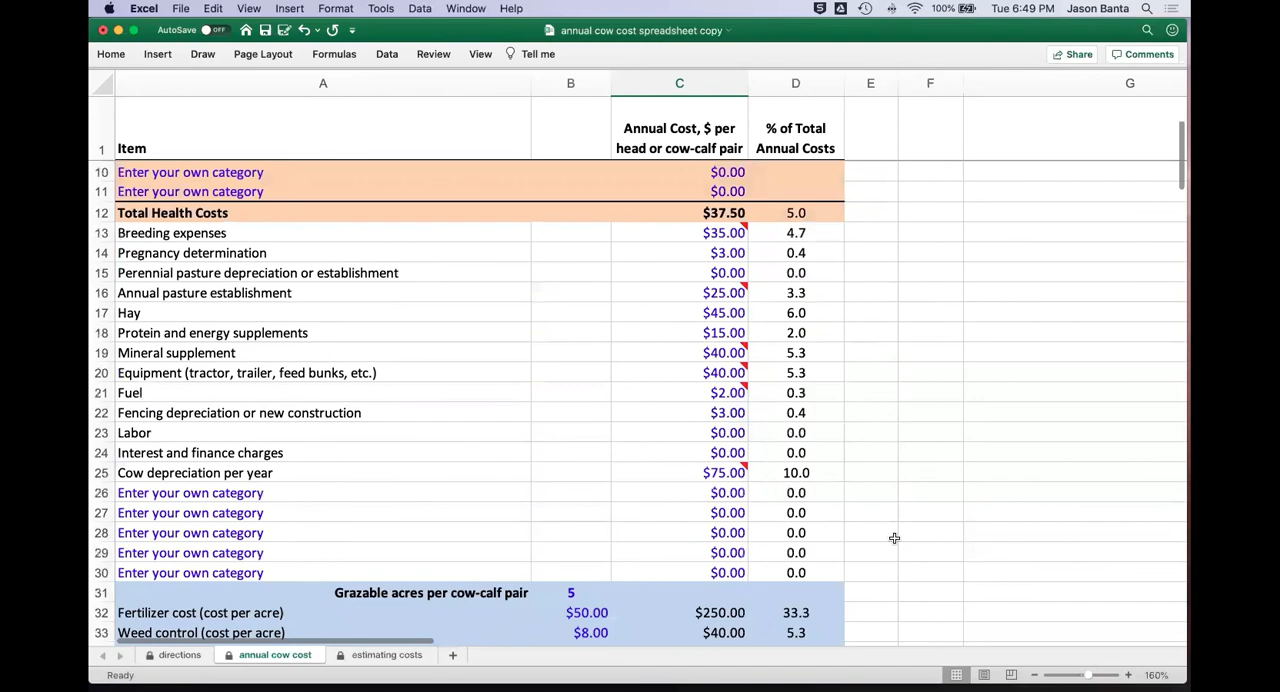 Excel File Edit View Insert Format Tools Data Window Help 100% Tue 6:49 PM Jason Banta
AutoSave OFF annual cow cost spreadsheet copy
Home Insert Draw Page Layout Formulas Data Review View Tell me Share Comments
A B C D E F G
Annual Cost, $ per % of Total
1 Item head or cow-calf pair Annual Costs
10 Enter your own category $0.00
11 Enter your own category $0.00
12 Total Health Costs $37.50 5.0
13 Breeding expenses $35.00 4.7
14 Pregnancy determination $3.00 0.4
15 Perennial pasture depreciation or establishment $0.00 0.0
16 Annual pasture establishment $25.00 3.3
17 Hay $45.00 6.0
18 Protein and energy supplements $15.00 2.0
19 Mineral supplement $40.00 5.3
20 Equipment (tractor, trailer, feed bunks, etc.) $40.00 5.3
21 Fuel $2.00 0.3
22 Fencing depreciation or new construction $3.00 0.4
23 Labor $0.00 0.0
24 Interest and finance charges $0.00 0.0
25 Cow depreciation per year $75.00 10.0
26 Enter your own category $0.00 0.0
27 Enter your own category $0.00 0.0
28 Enter your own category $0.00 0.0
29 Enter your own category $0.00 0.0
30 Enter your own category $0.00 0.0
31 Grazable acres per cow-calf pair 5
32 Fertilizer cost (cost per acre) $50.00 $250.00 33.3
33 Weed control (cost per acre) $8.00 $40.00 5.3
directions annual cow cost estimating costs
Ready 160%